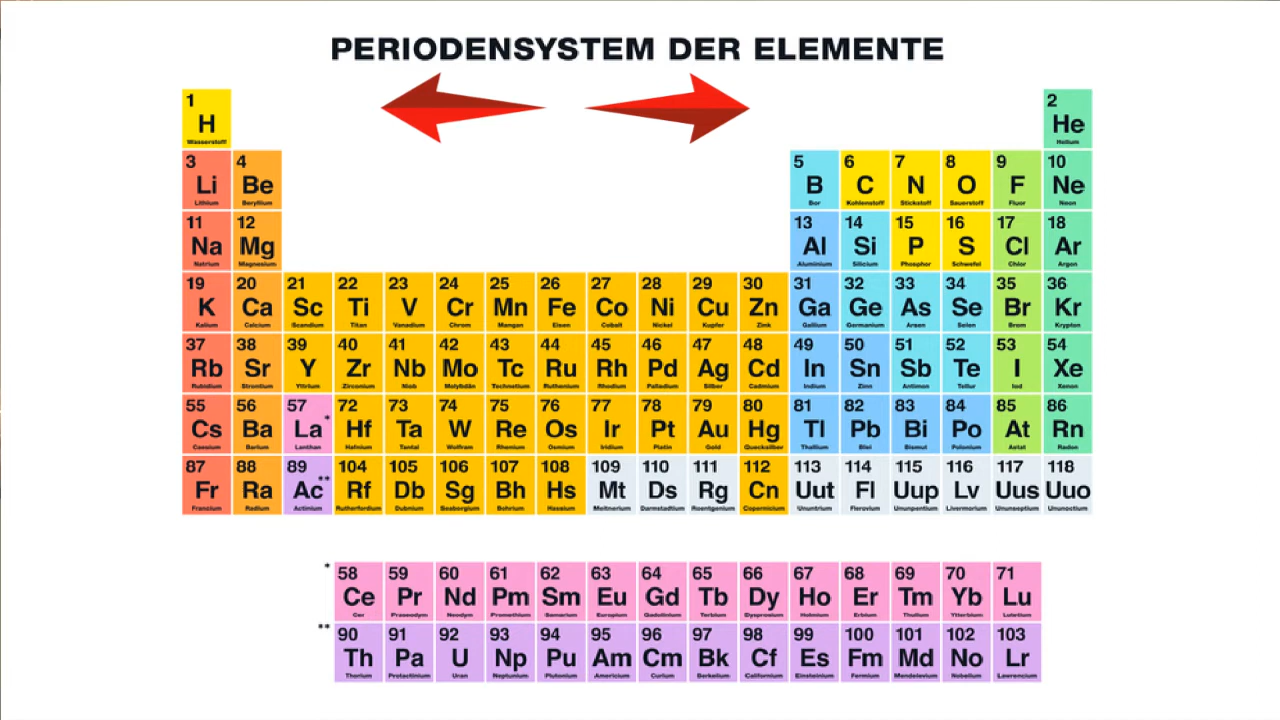 PERIODENSYSTEM DER ELEMENTE
1 2
H He
Wasserstoff Helium
3 4 5 6 7 8 9 10
Li Be B C N O F Ne
Lithium Beryllium Bor Kohlenstoff Stickstoff Sauerstoff Fluor Neon
11 12 13 14 15 16 17 18
Na Mg Al Si P S Cl Ar
Natrium Magnesium Aluminium Silicium Phosphor Schwefel Chlor Argon
19 20 21 22 23 24 25 26 27 28 29 30 31 32 33 34 35 36
K Ca Sc Ti V Cr Mn Fe Co Ni Cu Zn Ga Ge As Se Br Kr
Kalium Calcium Scandium Titan Vanadium Chrom Mangan Eisen Cobalt Nickel Kupfer Zink Gallium Germanium Arsen Selen Brom Krypton
37 38 39 40 41 42 43 44 45 46 47 48 49 50 51 52 53 54
Rb Sr Y Zr Nb Mo Tc Ru Rh Pd Ag Cd In Sn Sb Te I Xe
Rubidium Strontium Yttrium Zirconium Niob Molybdän Technetium Ruthenium Rhodium Palladium Silber Cadmium Indium Zinn Antimon Tellur Iod Xenon
55 56 57 72 73 74 75 76 77 78 79 80 81 82 83 84 85 86
Cs Ba La* Hf Ta W Re Os Ir Pt Au Hg Tl Pb Bi Po At Rn
Caesium Barium Lanthan Hafnium Tantal Wolfram Rhenium Osmium Iridium Platin Gold Quecksilber Thallium Blei Bismut Polonium Astat Radon
87 88 89 104 105 106 107 108 109 110 111 112 113 114 115 116 117 118
Fr Ra Ac** Rf Db Sg Bh Hs Mt Ds Rg Cn Uut Fl Uup Lv Uus Uuo
Franzium Radium Actinium Rutherfordium Dubnium Seaborgium Bohrium Hassium Meitnerium Darmstadtium Roentgenium Copernicium Ununtrium Flerovium Ununpentium Livermorium Ununseptium Ununoctium
* 58 59 60 61 62 63 64 65 66 67 68 69 70 71
Ce Pr Nd Pm Sm Eu Gd Tb Dy Ho Er Tm Yb Lu
Cer Praseodym Neodym Promethium Samarium Europium Gadolinium Terbium Dysprosium Holmium Erbium Thulium Ytterbium Lutetium
** 90 91 92 93 94 95 96 97 98 99 100 101 102 103
Th Pa U Np Pu Am Cm Bk Cf Es Fm Md No Lr
Thorium Protactinium Uran Neptunium Plutonium Americium Curium Berkelium Californium Einsteinium Fermium Mendelevium Nobelium Lawrencium